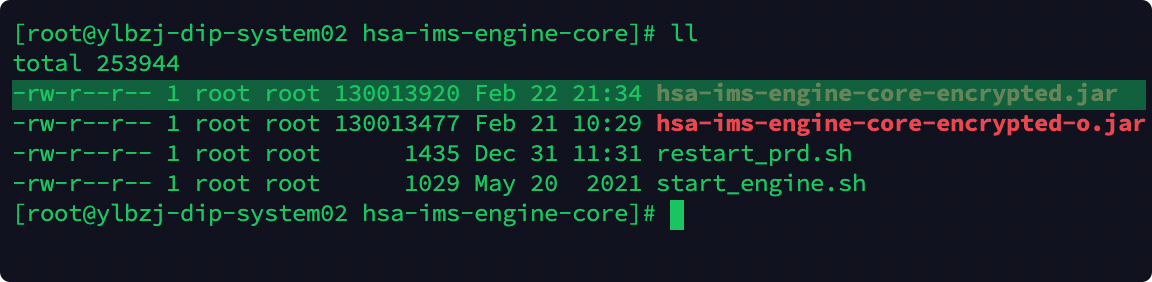 [root@ylbzj-dip-system02 hsa-ims-engine-core]# ll
total 253944
-rw-r--r-- 1 root root 130013920 Feb 22 21:34 hsa-ims-engine-core-encrypted.jar
-rw-r--r-- 1 root root 130013477 Feb 21 10:29 hsa-ims-engine-core-encrypted-o.jar
-rw-r--r-- 1 root root      1435 Dec 31 11:31 restart_prd.sh
-rw-r--r-- 1 root root      1029 May 20  2021 start_engine.sh
[root@ylbzj-dip-system02 hsa-ims-engine-core]#